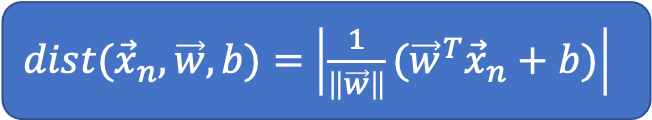 dist(x⃗ₙ, w⃗, b) = |1/‖w⃗‖ (w⃗ᵀx⃗ₙ + b)|